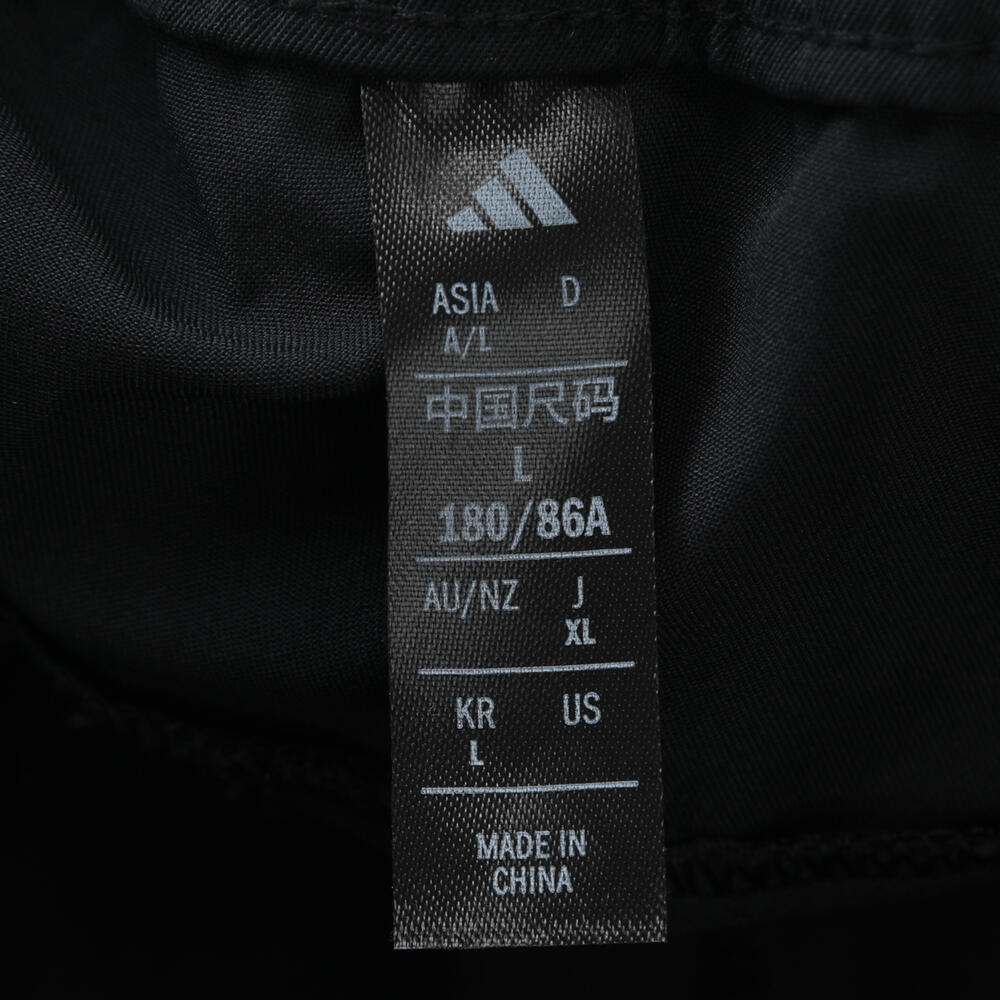 ASIA D
A/L
中国尺码
L
180/86A
AU/NZ J
XL
KR US
L
MADE IN
CHINA